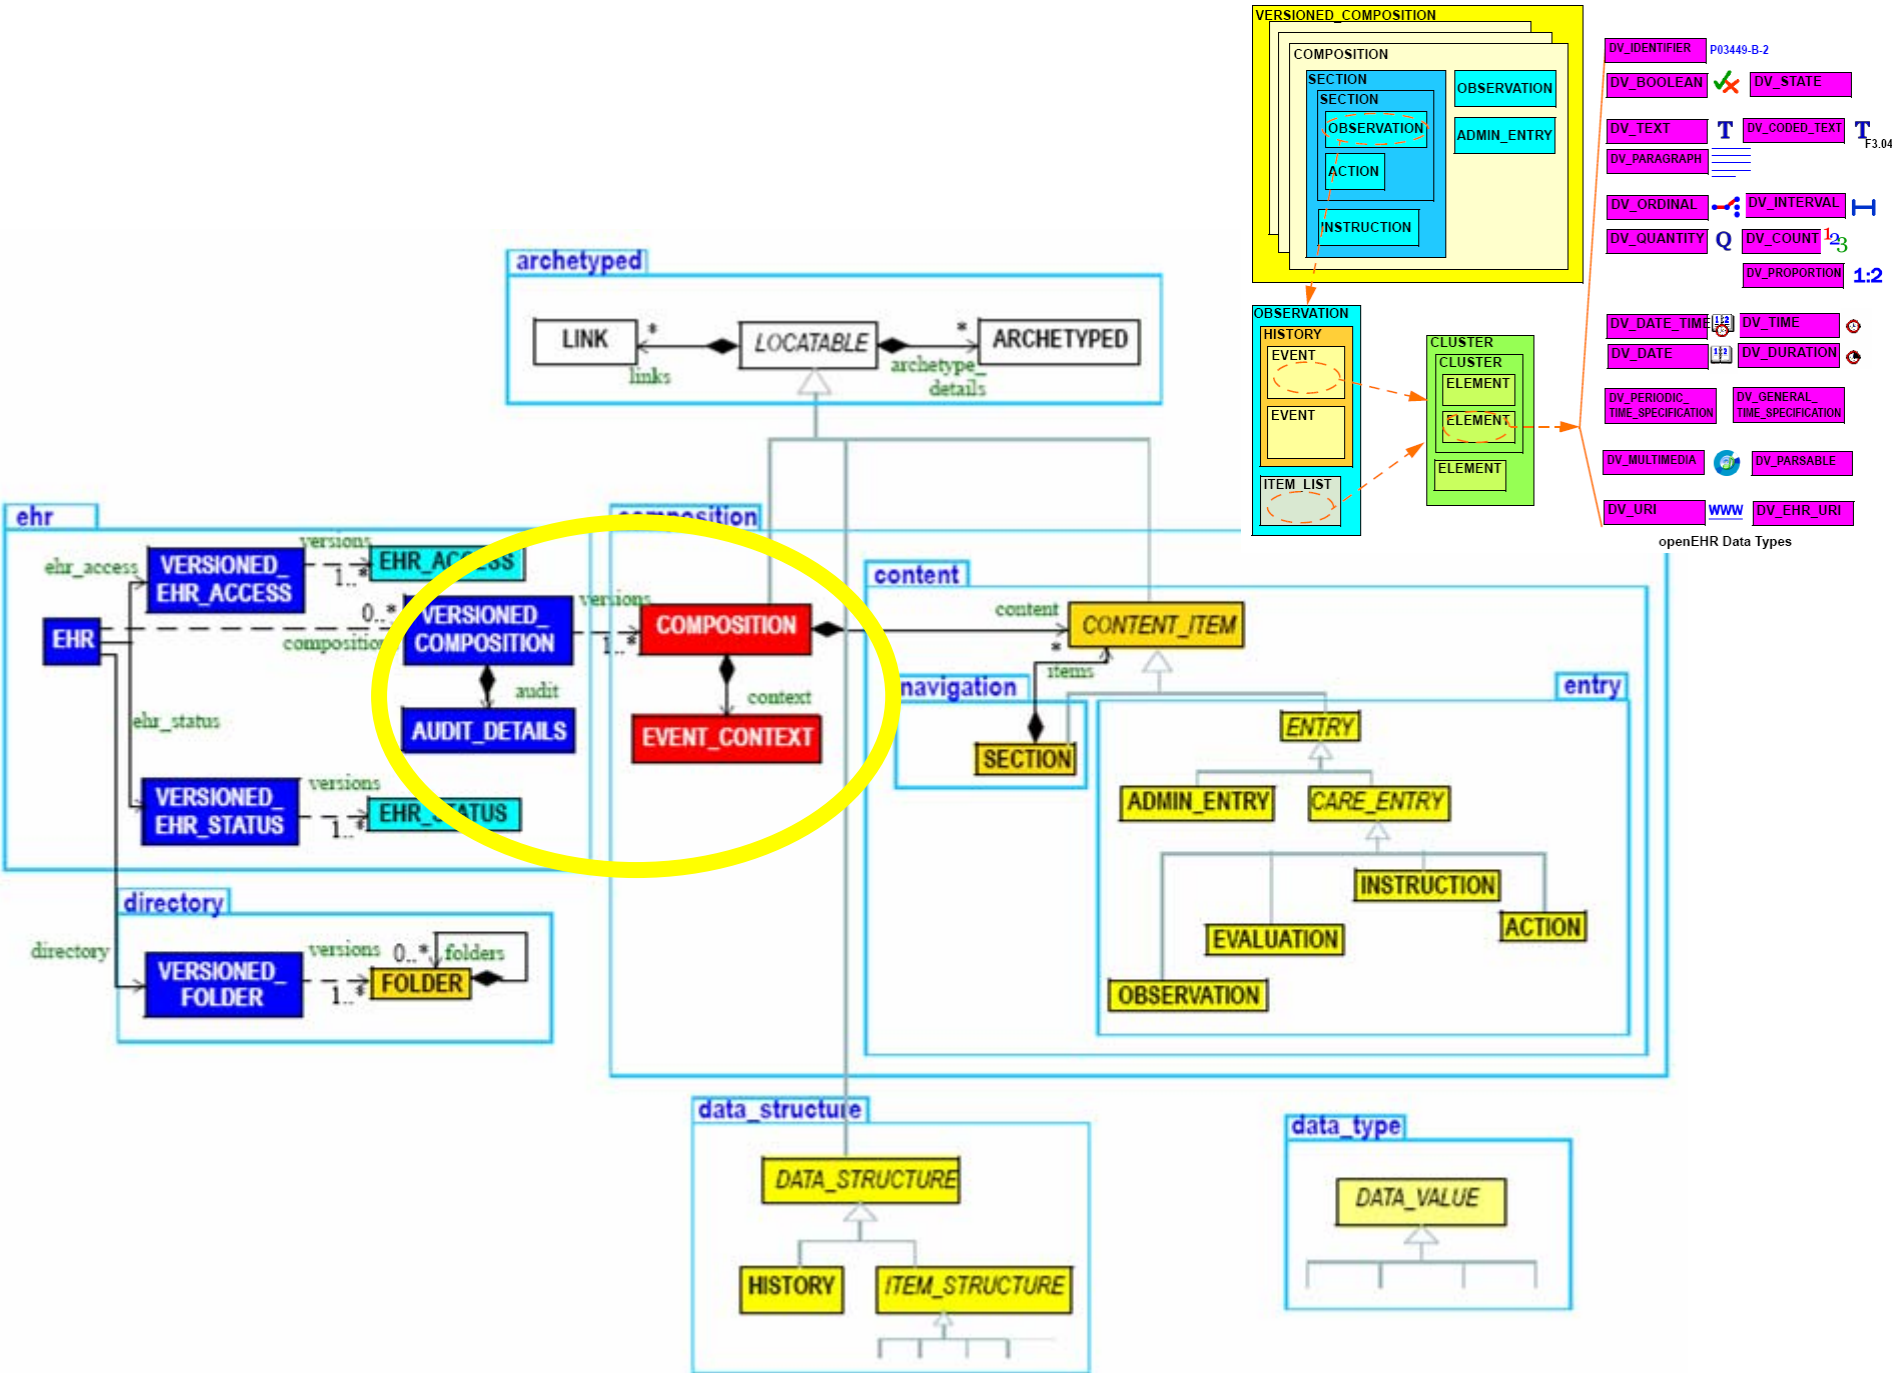 VERSIONED_COMPOSITION
COMPOSITION
SECTION
SECTION
OBSERVATION
ACTION
INSTRUCTION
OBSERVATION
ADMIN_ENTRY
OBSERVATION
HISTORY
EVENT
EVENT
ITEM_LIST
CLUSTER
CLUSTER
ELEMENT
ELEMENT
ELEMENT
DV_IDENTIFIER P03449-B-2
DV_BOOLEAN DV_STATE
DV_TEXT T DV_CODED_TEXT T F3.04
DV_PARAGRAPH
DV_ORDINAL DV_INTERVAL
DV_QUANTITY Q DV_COUNT 123
DV_PROPORTION 1:2
DV_DATE_TIME DV_TIME
DV_DATE DV_DURATION
DV_PERIODIC_
TIME_SPECIFICATION
DV_GENERAL_
TIME_SPECIFICATION
DV_MULTIMEDIA DV_PARSABLE
DV_URI www DV_EHR_URI
openEHR Data Types
archetyped
LINK
*
links
LOCATABLE
*
archetype_
details
ARCHETYPED
ehr
EHR
ehr_access
VERSIONED_
EHR_ACCESS
versions
1..*
EHR_ACCESS
0..*
VERSIONED_
COMPOSITION
versions
1..*
audit
AUDIT_DETAILS
ehr_status
VERSIONED_
EHR_STATUS
versions
1..*
EHR_STATUS
directory
directory
VERSIONED_
FOLDER
versions
1..*
0..*
folders
FOLDER
composition
COMPOSITION
context
EVENT_CONTEXT
content
content
*
CONTENT_ITEM
items
navigation
SECTION
entry
ENTRY
ADMIN_ENTRY
CARE_ENTRY
INSTRUCTION
ACTION
EVALUATION
OBSERVATION
data_structure
DATA_STRUCTURE
HISTORY
ITEM_STRUCTURE
data_type
DATA_VALUE